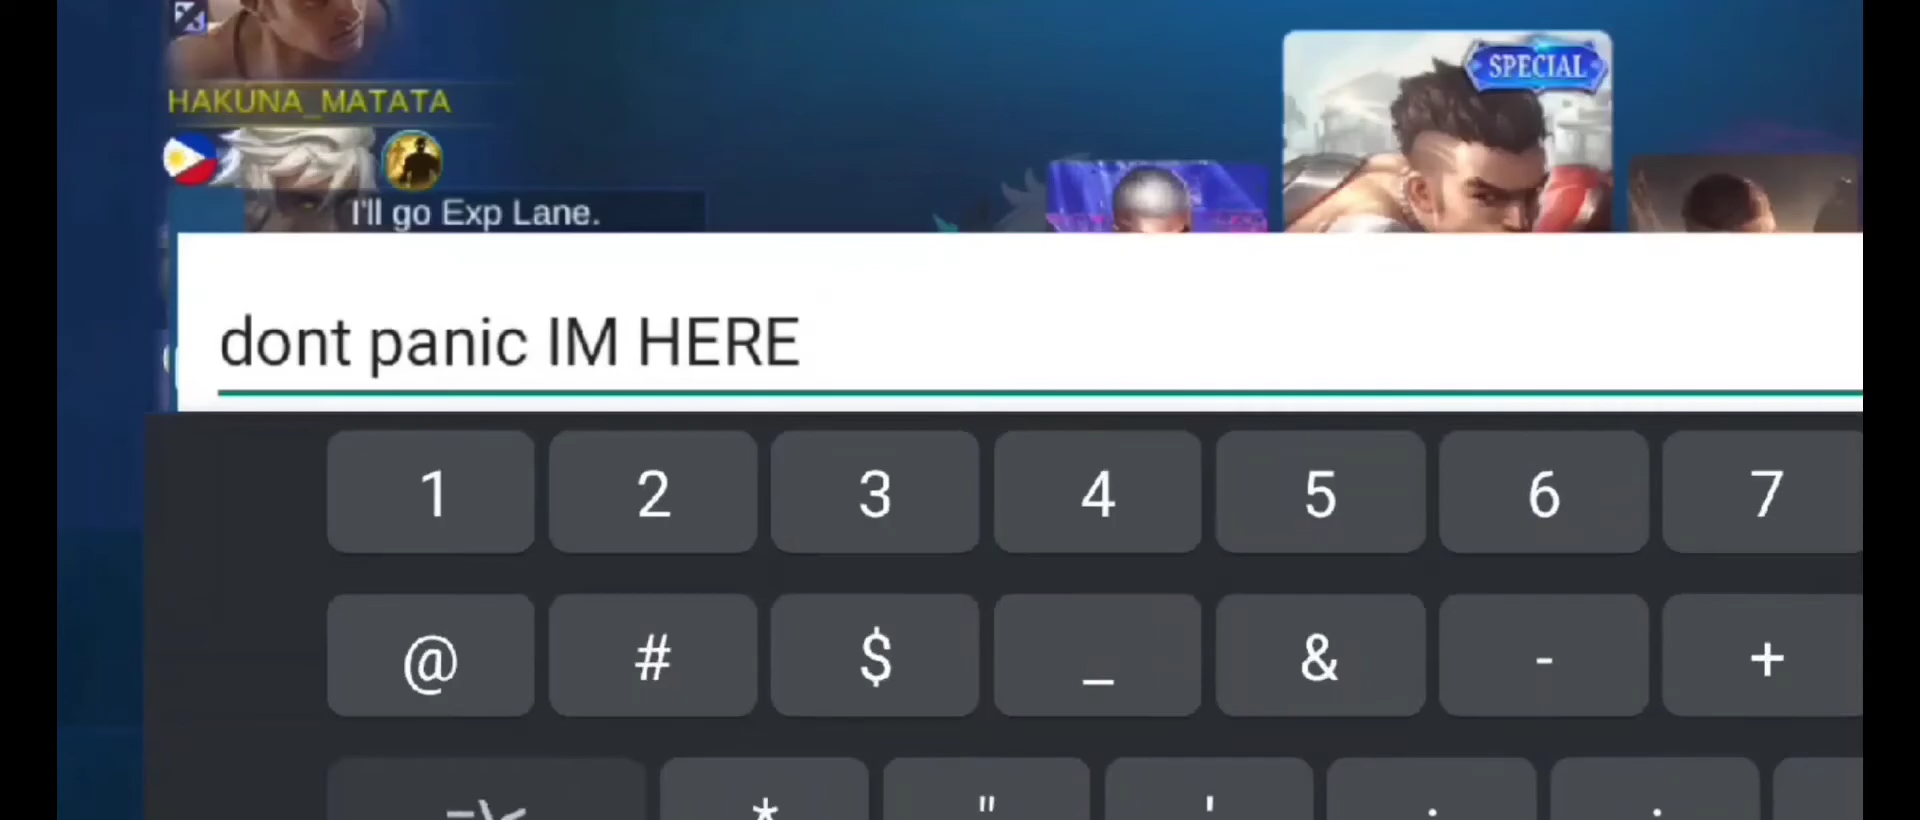 SPECIAL
HAKUNA_MATATA
I'll go Exp Lane.
dont panic IM HERE
1 2 3 4 5 6 7
@ # $ _ & - +
* " '